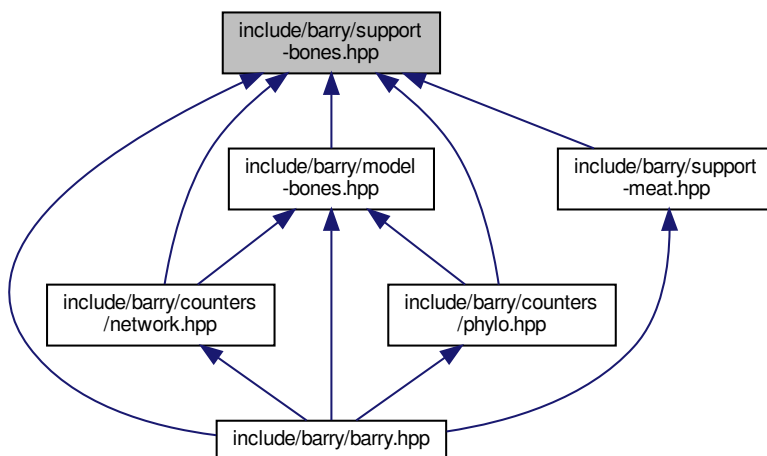 include/barry/support
-bones.hpp
include/barry/model
-bones.hpp
include/barry/support
-meat.hpp
include/barry/counters
/network.hpp
include/barry/counters
/phylo.hpp
include/barry/barry.hpp